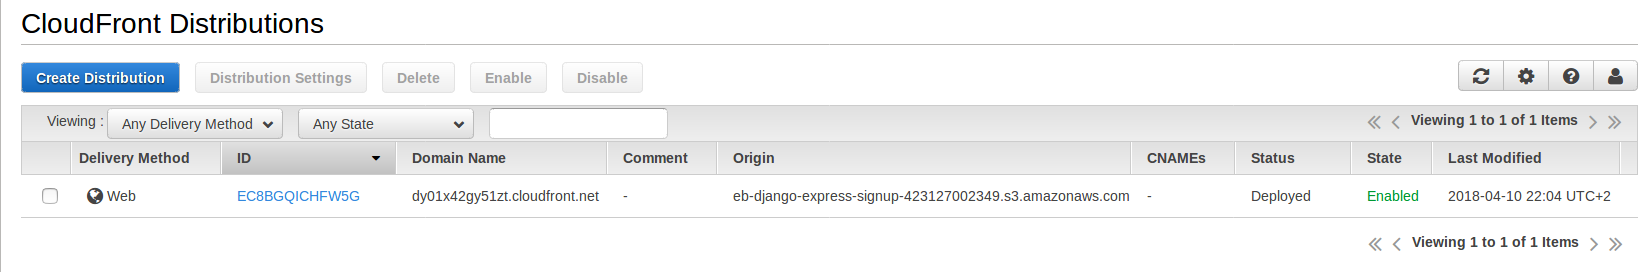 CloudFront Distributions
Create Distribution Distribution Settings Delete Enable Disable
Viewing : Any Delivery Method Any State Viewing 1 to 1 of 1 Items
Delivery Method ID Domain Name Comment Origin CNAMEs Status State Last Modified
Web EC8BGQICHFW5G dy01x42gy51zt.cloudfront.net - eb-django-express-signup-423127002349.s3.amazonaws.com - Deployed Enabled 2018-04-10 22:04 UTC+2
Viewing 1 to 1 of 1 Items